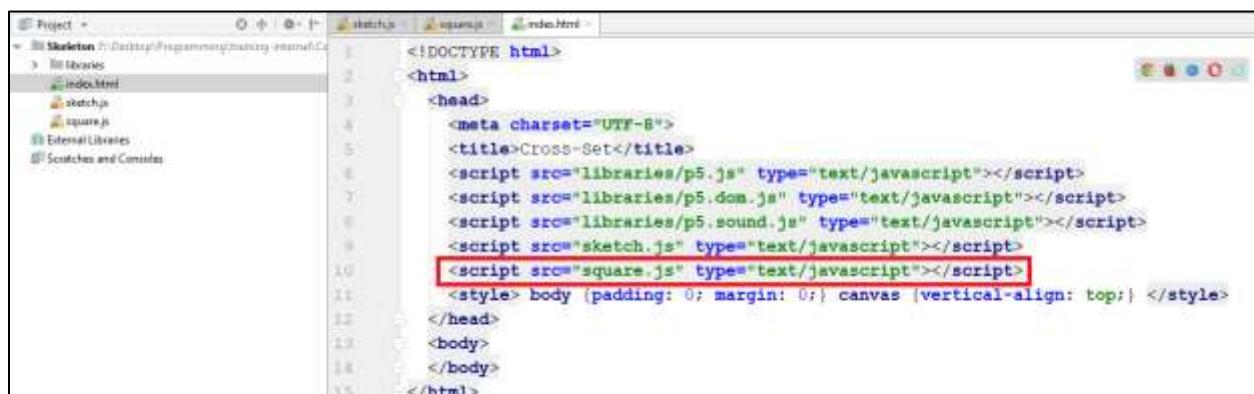 Project
sketch.js
square.js
index.html
Skeleton
libraries
index.html
sketch.js
square.js
External Libraries
Scratches and Consoles
1 <!DOCTYPE html>
2 <html>
3 <head>
4 <meta charset="UTF-8">
5 <title>Cross-Set</title>
6 <script src="libraries/p5.js" type="text/javascript"></script>
7 <script src="libraries/p5.dom.js" type="text/javascript"></script>
8 <script src="libraries/p5.sound.js" type="text/javascript"></script>
9 <script src="sketch.js" type="text/javascript"></script>
10 <script src="square.js" type="text/javascript"></script>
11 <style> body {padding: 0; margin: 0;} canvas {vertical-align: top;} </style>
12 </head>
13 <body>
14 </body>
15 </html>